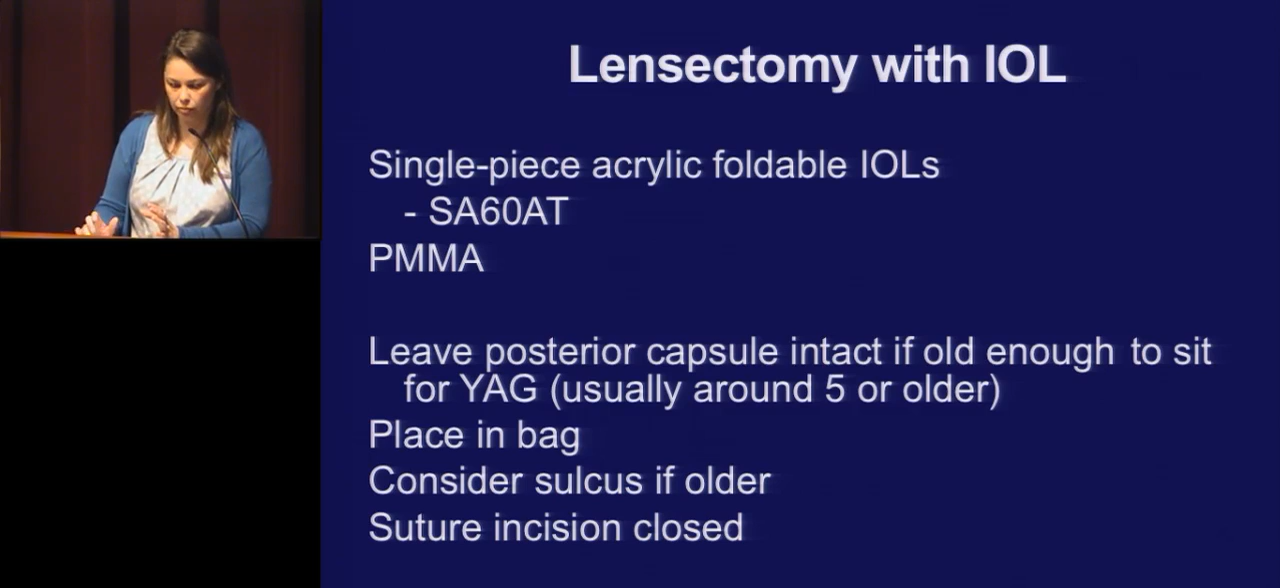 Lensectomy with IOL
Single-piece acrylic foldable IOLs
- SA60AT
PMMA
Leave posterior capsule intact if old enough to sit
for YAG (usually around 5 or older)
Place in bag
Consider sulcus if older
Suture incision closed